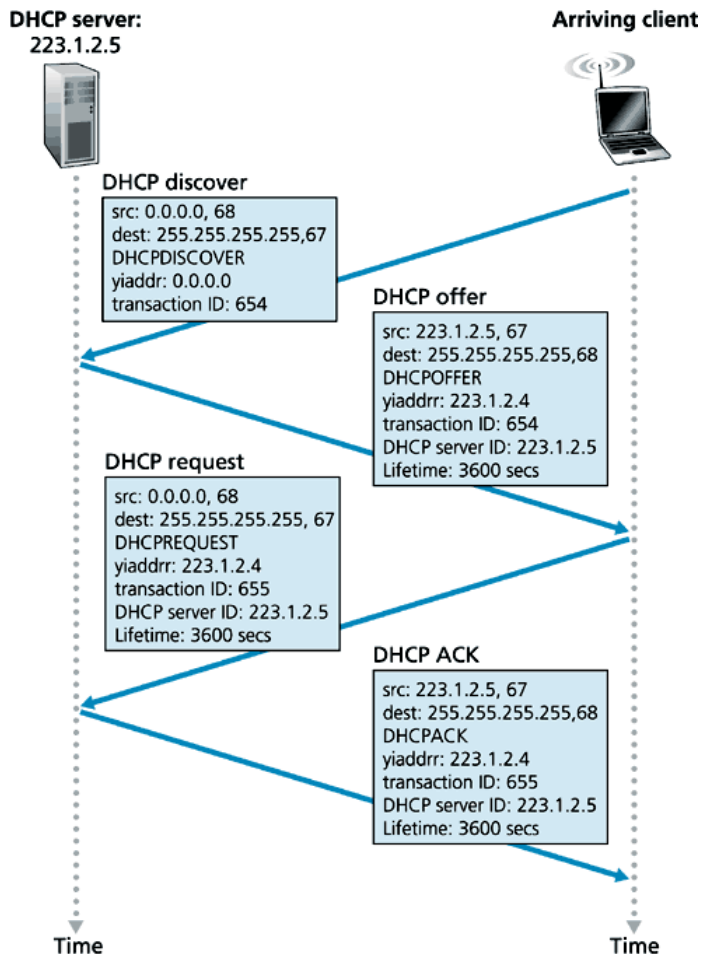 DHCP server:
223.1.2.5
Arriving client
DHCP discover
src: 0.0.0.0, 68
dest: 255.255.255.255,67
DHCPDISCOVER
yiaddr: 0.0.0.0
transaction ID: 654
DHCP offer
src: 223.1.2.5, 67
dest: 255.255.255.255,68
DHCPOFFER
yiaddrr: 223.1.2.4
transaction ID: 654
DHCP server ID: 223.1.2.5
Lifetime: 3600 secs
DHCP request
src: 0.0.0.0, 68
dest: 255.255.255.255, 67
DHCPREQUEST
yiaddrr: 223.1.2.4
transaction ID: 655
DHCP server ID: 223.1.2.5
Lifetime: 3600 secs
DHCP ACK
src: 223.1.2.5, 67
dest: 255.255.255.255,68
DHCPACK
yiaddrr: 223.1.2.4
transaction ID: 655
DHCP server ID: 223.1.2.5
Lifetime: 3600 secs
Time
Time